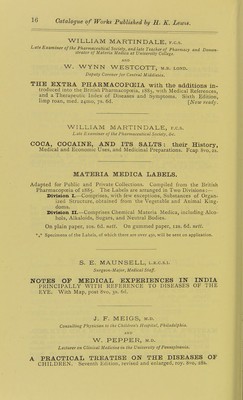 16 Catalogue of Works Published by H. K. Lewis.
WILLIAM MARTINDALE, F.C.S.
Late Examiner of the Pharmaceutical Society, and late Teacher of Pharmacy and Demon-
strator of Materia Medica at University College.
AND
W. WYNN WESTCOTT, M.B. LOND.
Deputy Coroner for Central Middlesex.
THE EXTRA PHARMACOPŒIA with the additions in-
troduced into the British Pharmacopœia, 1885, with Medical References,
and a Therapeutic Index of Diseases and Symptoms. Sixth Edition,
limp roan, med. 24mo, 7s. 6d. [Now ready.
WILLIAM MARTINDALE, F.C.S.
Late Examiner of the Pharmaceutical Society, &c.
COCA, COCAINE, AND ITS SALTS: their History,
Medical and Economic Uses, and Medicinal Preparations. Fcap 8vo, 2s.
MATERIA MEDICA LABELS.
Adapted for Public and Private Collections. Compiled from the British
Pharmacopœia of 1885. The Labels are arranged in Two Divisions:—
Division I.—Comprises, with few exceptions, Substances of Organ-
ized Structure, obtained from the Vegetable and Animal King-
doms.
Division II.—Comprises Chemical Materia Medica, including Alco-
hols, Alkaloids, Sugars, and Neutral Bodies.
On plain paper, 10s. 6d. nett. On gummed paper, 12s. 6d. nett.
*** Specimens of the Labels, of which there are over 450, will be sent on application.
S. E. MAUNSELL, L.R.C.S.I.
Surgeon-Major, Medical Staff.
NOTES OF MEDICAL EXPERIENCES IN INDIA
PRINCIPALLY WITH REFERENCE TO DISEASES OF THE
EYE. With Map, post 8vo, 3s. 6d.
J. F. MEIGS, M.D.
Consulting Physician to the Children's Hospital, Philadelphia.
AND
W. PEPPER, M.D.
Lecturer on Clinical Medicine in the University of Pennsylvania.
A PRACTICAL TREATISE ON THE DISEASES OF
CHILDREN. Seventh Edition, revised and enlarged, roy. 8vo, 28s.